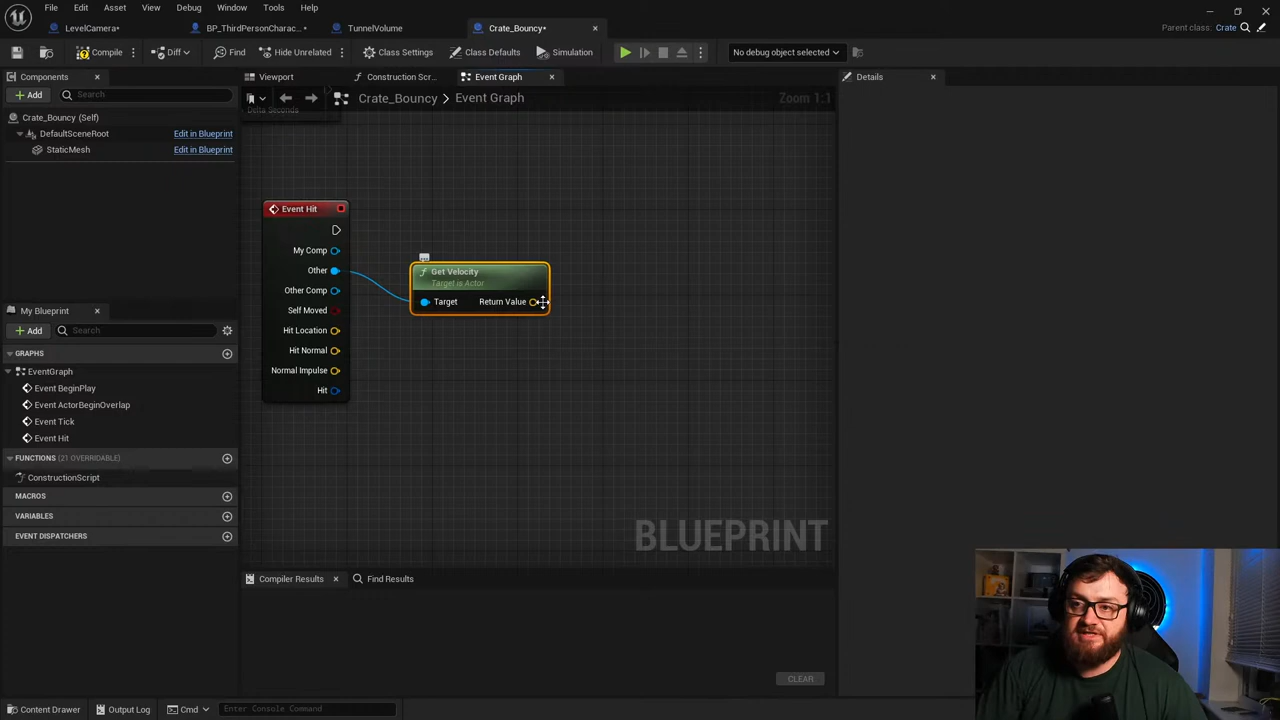 File Edit Asset View Debug Window Tools Help
LevelCamera* BP_ThirdPersonCharac...* TunnelVolume Crate_Bouncy* Parent class: Crate
Compile Diff Find Hide Unrelated Class Settings Class Defaults Simulation No debug object selected
Components
Viewport Construction Scr... Event Graph
Details
Add Search
Crate_Bouncy > Event Graph Zoom 1:1
Delta Seconds
Crate_Bouncy (Self)
DefaultSceneRoot Edit in Blueprint
StaticMesh Edit in Blueprint
Event Hit
My Comp
Other
Other Comp
Self Moved
Hit Location
Hit Normal
Normal Impulse
Hit
Get Velocity
Target is Actor
Target Return Value
My Blueprint
Add Search
GRAPHS
EventGraph
Event BeginPlay
Event ActorBeginOverlap
Event Tick
Event Hit
FUNCTIONS (21 OVERRIDABLE)
ConstructionScript
MACROS
VARIABLES
EVENT DISPATCHERS
BLUEPRINT
Compiler Results Find Results
CLEAR
Content Drawer Output Log Cmd Enter Console Command